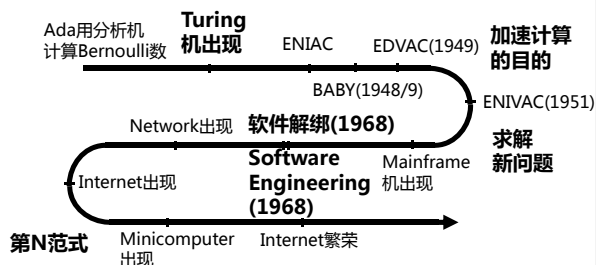 Ada用分析机
计算Bernoulli数
Turing
机出现
ENIAC
BABY(1948/9)
EDVAC(1949)
加速计算
的目的
ENIVAC(1951)
求解
新问题
Mainframe
机出现
软件解绑(1968)
Software
Engineering
(1968)
Network出现
Internet出现
第N范式
Minicomputer
出现
Internet繁荣